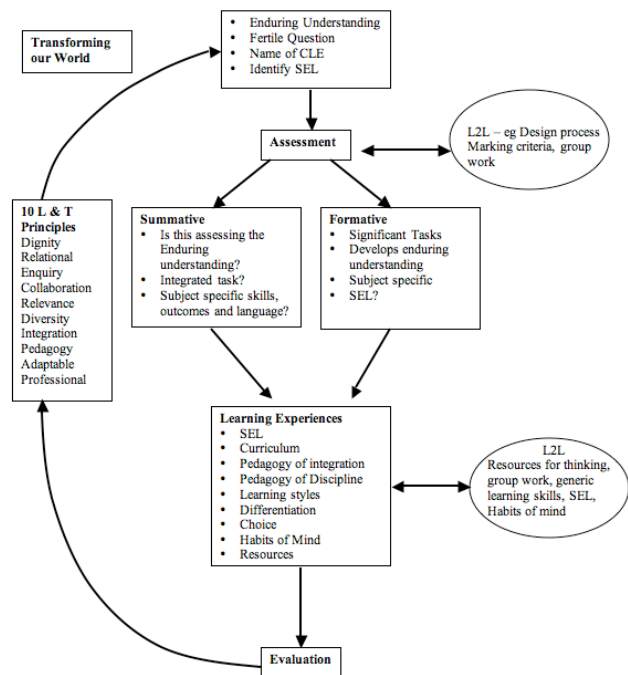 Transforming
our World
• Enduring Understanding
• Fertile Question
• Name of CLE
• Identify SEL
Assessment
L2L – eg Design process
Marking criteria, group
work
10 L & T
Principles
Dignity
Relational
Enquiry
Collaboration
Relevance
Diversity
Integration
Pedagogy
Adaptable
Professional
Summative
• Is this assessing the
Enduring
understanding?
• Integrated task?
• Subject specific skills,
outcomes and language?
Formative
• Significant Tasks
• Develops enduring
understanding
• Subject specific
• SEL?
Learning Experiences
• SEL
• Curriculum
• Pedagogy of integration
• Pedagogy of Discipline
• Learning styles
• Differentiation
• Choice
• Habits of Mind
• Resources
L2L
Resources for thinking,
group work, generic
learning skills, SEL,
Habits of mind
Evaluation